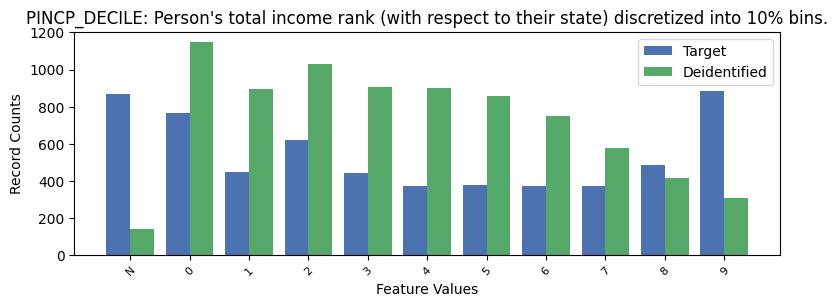 PINCP_DECILE: Person's total income rank (with respect to their state) discretized into 10% bins.
1200
1000
800
600
400
200
0
Record Counts
Target
Deidentified
N 0 1 2 3 4 5 6 7 8 9
Feature Values